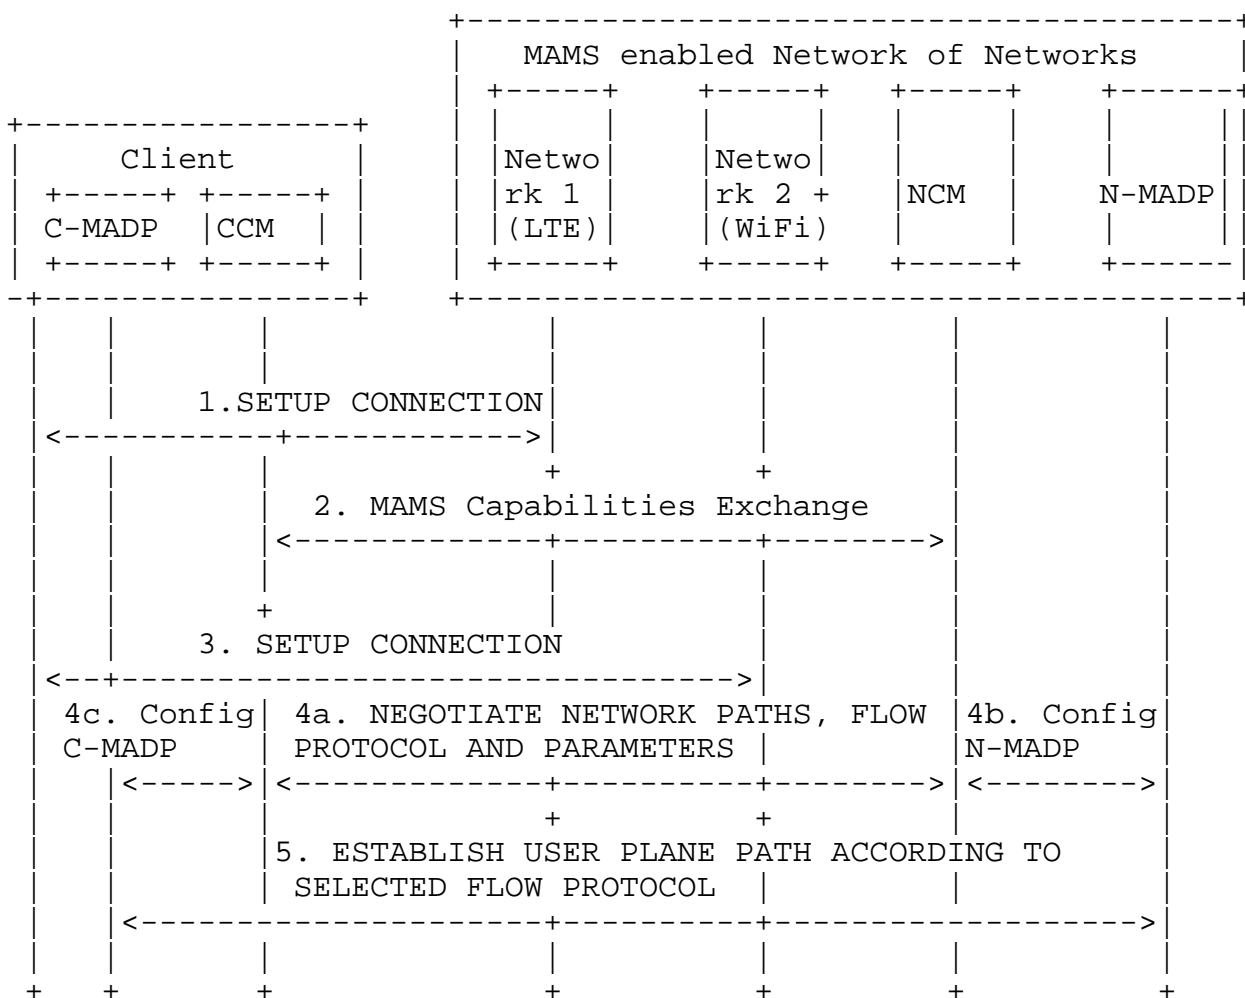 MAMS enabled Network of Networks
Client
Netwo Netwo
rk 1 rk 2 + NCM N-MADP
C-MADP CCM (LTE) (WiFi)
1.SETUP CONNECTION
2. MAMS Capabilities Exchange
3. SETUP CONNECTION
4c. Config 4a. NEGOTIATE NETWORK PATHS, FLOW 4b. Config
C-MADP PROTOCOL AND PARAMETERS N-MADP
5. ESTABLISH USER PLANE PATH ACCORDING TO
SELECTED FLOW PROTOCOL